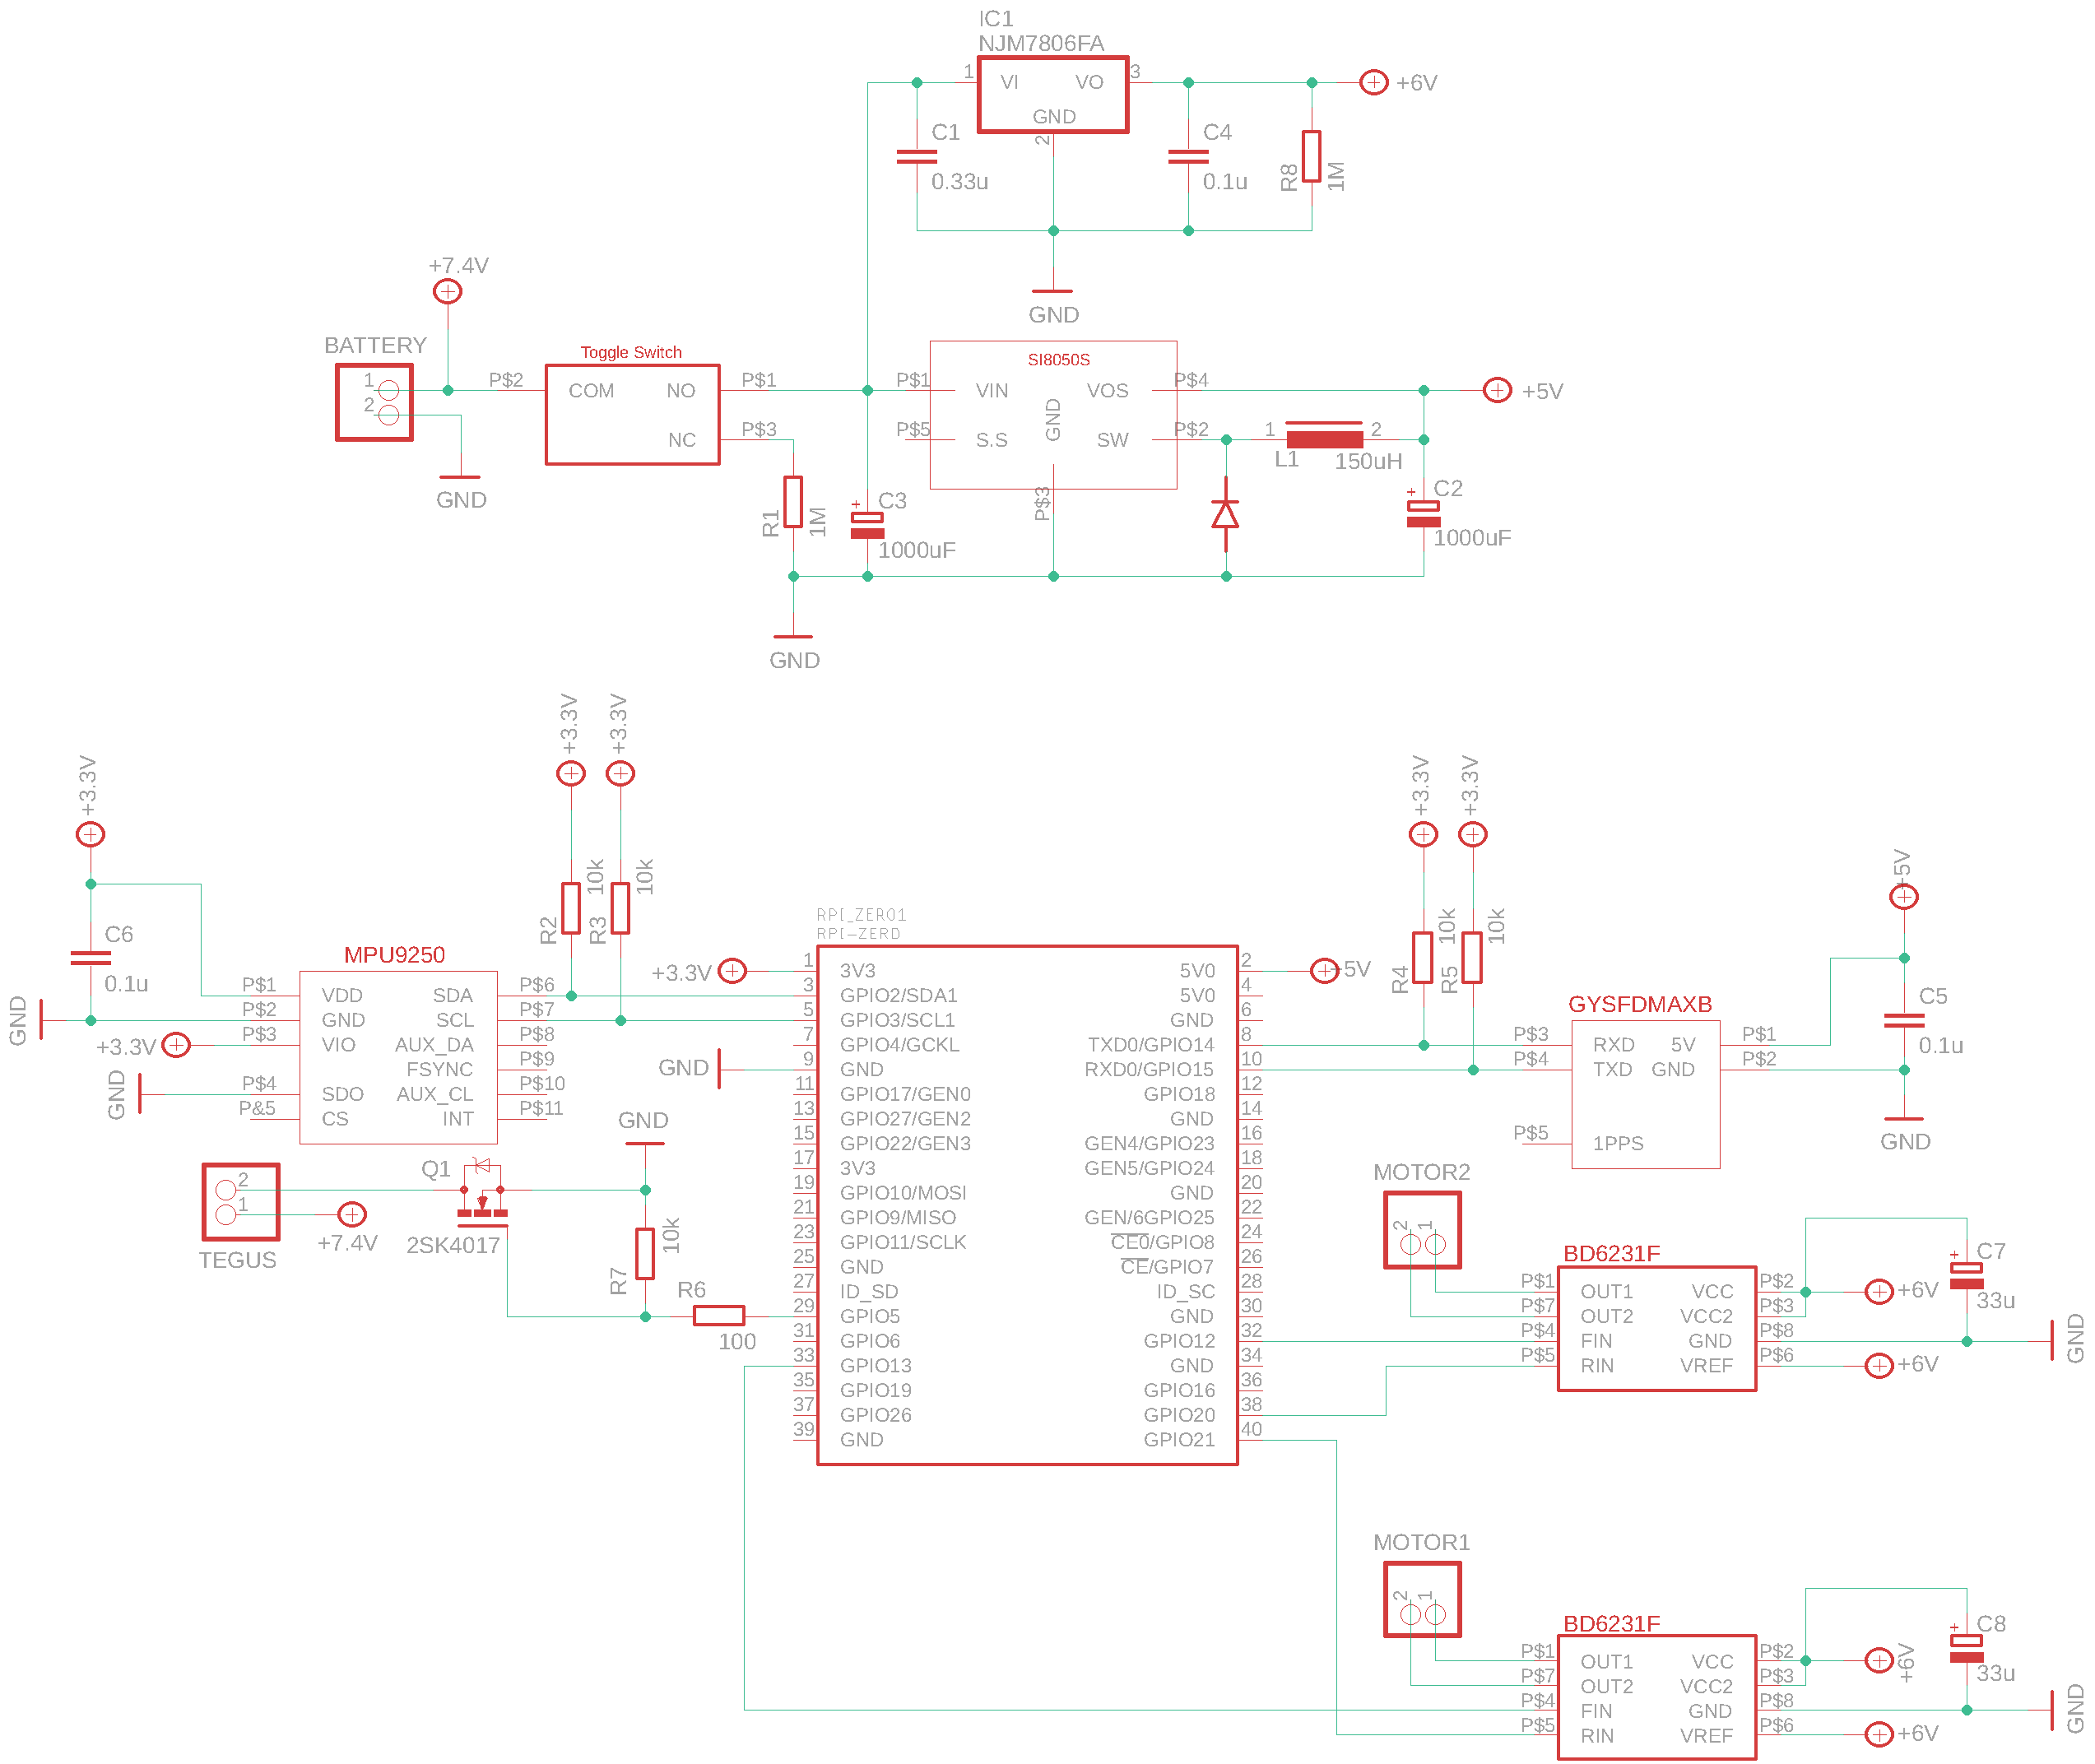 IC1
NJM7806FA
1 VI VO 3
GND
2
+6V
C1
0.33u
C4
0.1u
R8
1M
GND
+7.4V
BATTERY
1
2
GND
Toggle Switch
P$2 COM NO P$1
NC P$3
R1
1M
C3
1000uF
SI8050S
P$1 VIN VOS P$4
P$5 S.S GND SW P$2
P$3
+5V
1 2
L1 150uH
C2
1000uF
GND
+3.3V
+3.3V
+3.3V
C6
0.1u
GND
R2
10k
R3
10k
MPU9250
P$1 VDD SDA P$6
P$2 GND SCL P$7
+3.3V
P$3 VIO AUX_DA P$8
FSYNC P$9
GND
P$4 SDO AUX_CL P$10
P&5 CS INT P$11
TEGUS
2
1
+7.4V
Q1
2SK4017
GND
R7
10k
R6
100
RPI_ZERO1
RPI-ZERO
+3.3V
GND
+5V
1 3V3 5V0 2
3 GPIO2/SDA1 5V0 4
5 GPIO3/SCL1 GND 6
7 GPIO4/GCKL TXD0/GPIO14 8
9 GND RXD0/GPIO15 10
11 GPIO17/GEN0 GPIO18 12
13 GPIO27/GEN2 GND 14
15 GPIO22/GEN3 GEN4/GPIO23 16
17 3V3 GEN5/GPIO24 18
19 GPIO10/MOSI GND 20
21 GPIO9/MISO GEN/6GPIO25 22
23 GPIO11/SCLK CE0/GPIO8 24
25 GND CE/GPIO7 26
27 ID_SD ID_SC 28
29 GPIO5 GND 30
31 GPIO6 GPIO12 32
33 GPIO13 GND 34
35 GPIO19 GPIO16 36
37 GPIO26 GPIO20 38
39 GND GPIO21 40
+3.3V
+3.3V
R4
10k
R5
10k
+5V
C5
0.1u
GND
GYSFDMAXB
P$3 RXD 5V P$1
P$4 TXD GND P$2
P$5 1PPS
MOTOR2
2 1
BD6231F
P$1 OUT1 VCC P$2
P$7 OUT2 VCC2 P$3
P$4 FIN GND P$8
P$5 RIN VREF P$6
+6V
+6V
C7
33u
GND
MOTOR1
2 1
BD6231F
P$1 OUT1 VCC P$2
P$7 OUT2 VCC2 P$3
P$4 FIN GND P$8
P$5 RIN VREF P$6
+6V
+6V
C8
33u
GND